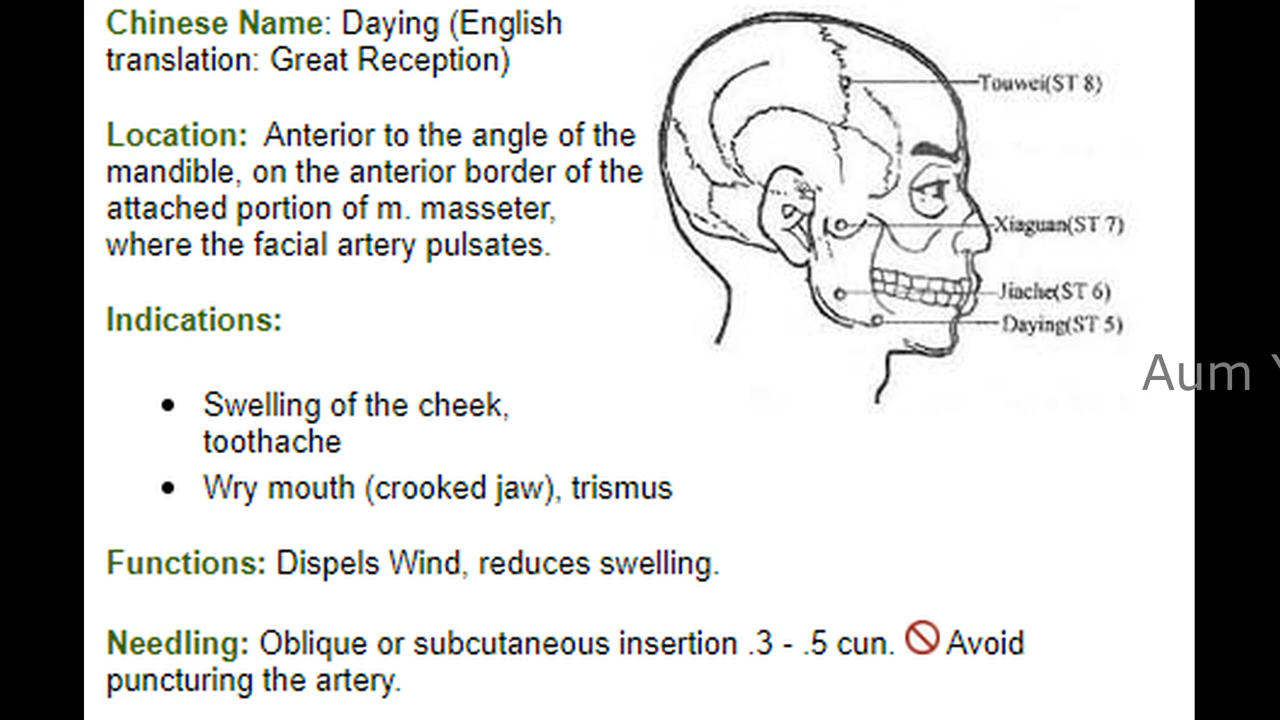 Chinese Name: Daying (English
translation: Great Reception)
Location: Anterior to the angle of the
mandible, on the anterior border of the
attached portion of m. masseter,
where the facial artery pulsates.
Indications:
• Swelling of the cheek,
toothache
• Wry mouth (crooked jaw), trismus
Functions: Dispels Wind, reduces swelling.
Needling: Oblique or subcutaneous insertion .3 - .5 cun. Avoid
puncturing the artery.
Touwei(ST 8)
Xiaguan(ST 7)
Jiache(ST 6)
Daying(ST 5)
Aum